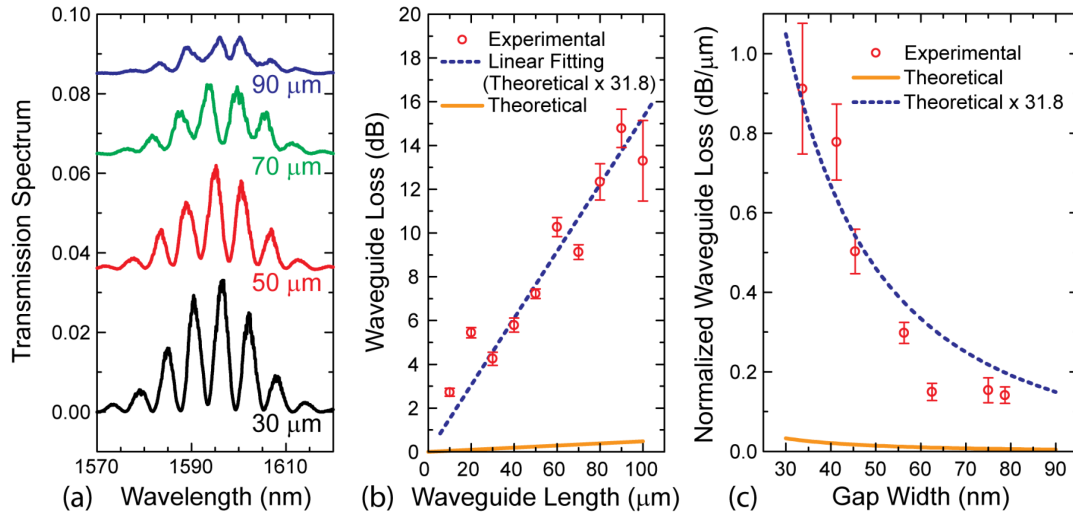 Transmission Spectrum
0.10
0.08
0.06
0.04
0.02
0.00
90 μm
70 μm
50 μm
30 μm
1570
1590
1610
(a)
Wavelength (nm)
Waveguide Loss (dB)
20
18
16
14
12
10
8
6
4
2
0
Experimental
Linear Fitting
(Theoretical x 31.8)
Theoretical
0
20
40
60
80
100
(b)
Waveguide Length (μm)
Normalized Waveguide Loss (dB/μm)
1.0
0.8
0.6
0.4
0.2
0.0
Experimental
Theoretical
Theoretical x 31.8
30
40
50
60
70
80
90
(c)
Gap Width (nm)